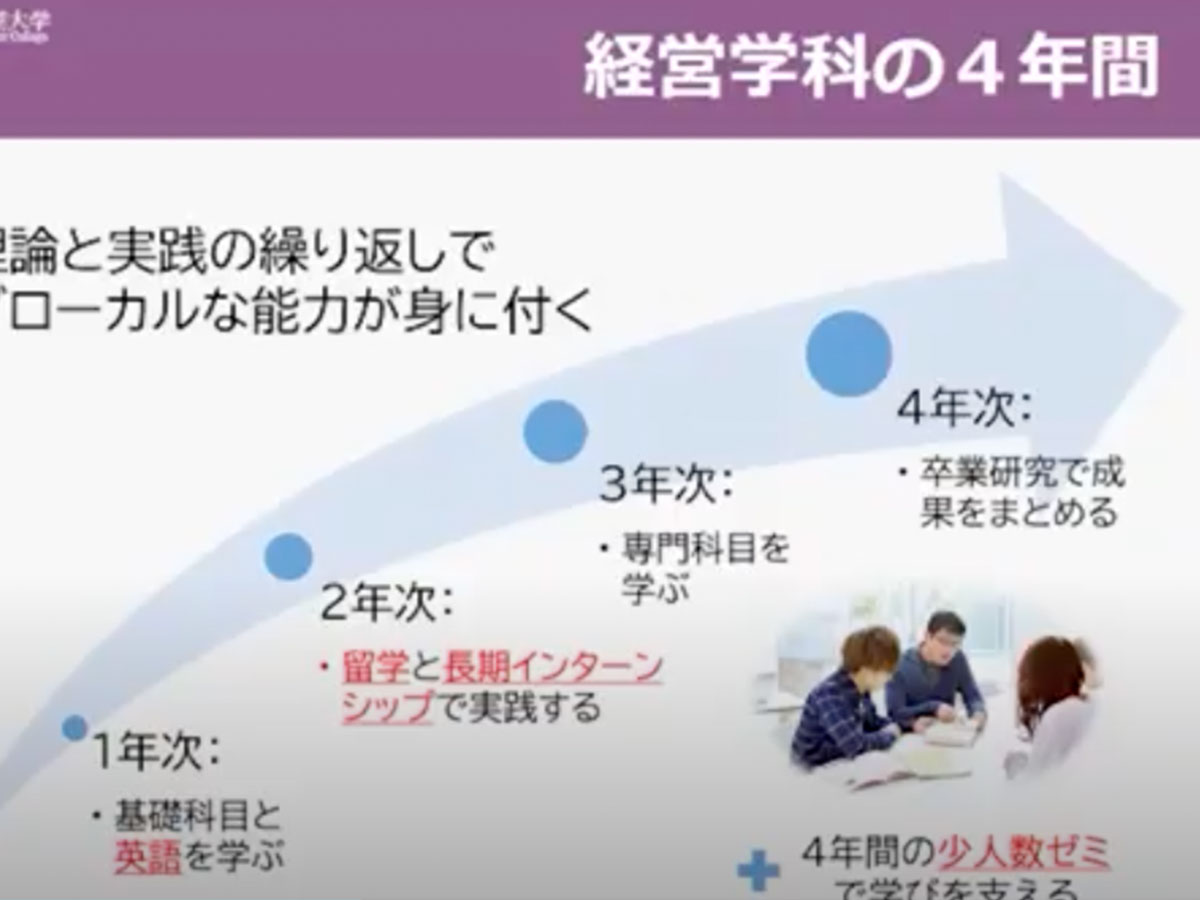 大学
経営学科の４年間
論と実践の繰り返しで
ローカルな能力が身に付く
4年次：
・卒業研究で成
果をまとめる
3年次：
・専門科目を
学ぶ
2年次：
・留学と長期インターン
シップで実践する
1年次：
・基礎科目と
英語を学ぶ
4年間の少人数ゼミ
で学びを支える